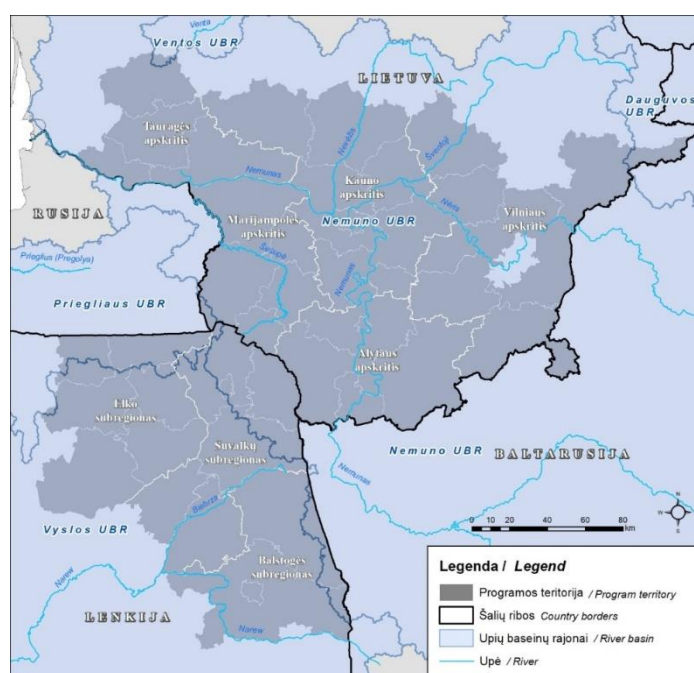 Venta
Ventos UBR
LIETUVA
Dauguvos
UBR
Tauragės
apskritis
Nevėžis
Šventoji
Nemunas
Kauno
apskritis
RUSIJA
Marijampolės
apskritis
Nemuno UBR
Neris
Vilniaus
apskritis
Prieglius (Pregolya)
Šešupė
Nemunas
Priegliaus UBR
Alytaus
apskritis
Elko
subregionas
Suvalkų
subregionas
Nemuno UBR
BALTARUSIJA
Nemunas
Biebrza
Vyslos UBR
N
W E
S
0 10 20 40 60 80
km
Narew
Balstogės
subregionas
LENKIJA
Narew
Legenda / Legend
Programos teritorija / Program territory
Šalių ribos Country borders
Upių baseinų rajonai / River basin
Upė / River